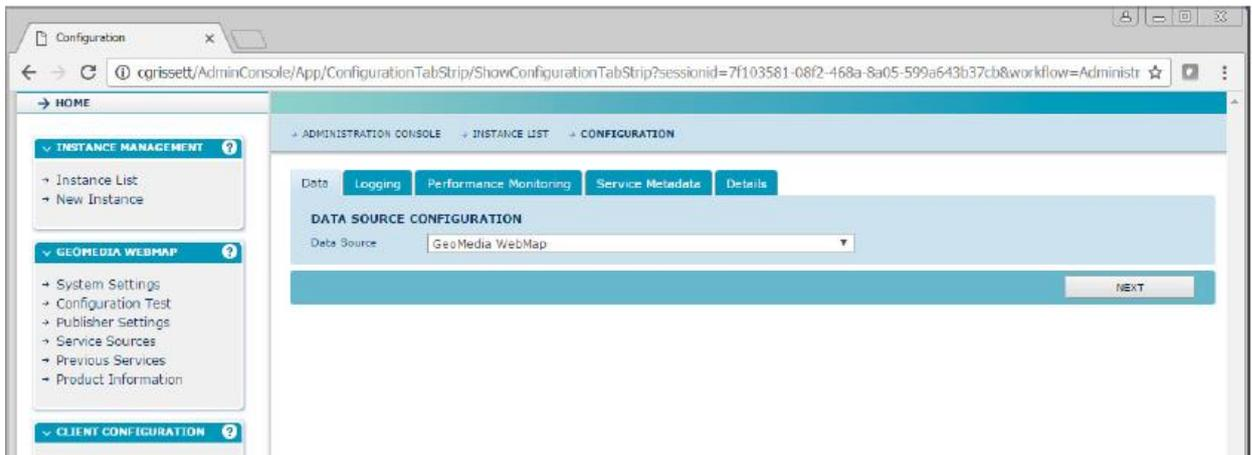 Configuration
cgrissett/AdminConsole/App/ConfigurationTabStrip/ShowConfigurationTabStrip?sessionid=7f103581-08f2-468a-8a05-599a643b37cb&workflow=Administr
HOME
INSTANCE MANAGEMENT ?
Instance List
New Instance
GEOMEDIA WEBMAP ?
System Settings
Configuration Test
Publisher Settings
Service Sources
Previous Services
Product Information
CLIENT CONFIGURATION ?
ADMINISTRATION CONSOLE INSTANCE LIST CONFIGURATION
Data Logging Performance Monitoring Service Metadata Details
DATA SOURCE CONFIGURATION
Data Source GeoMedia WebMap
NEXT